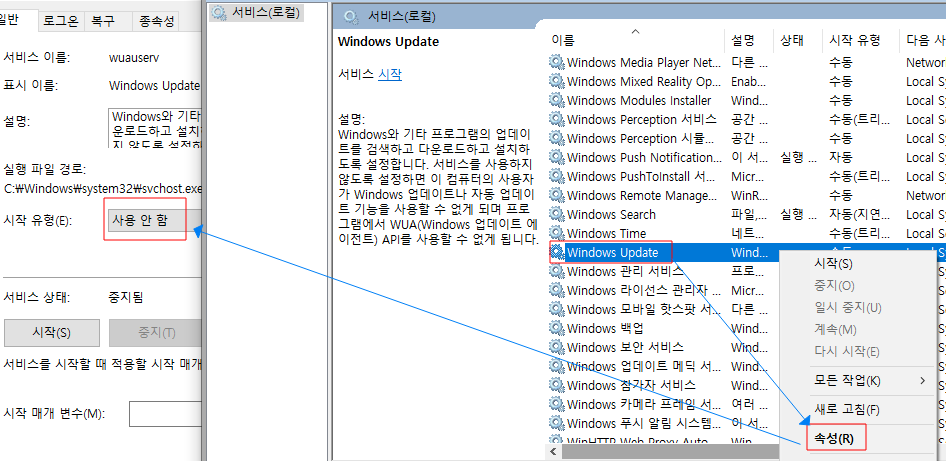 일반 로그온 복구 종속성
서비스 이름: wuauserv
표시 이름: Windows Update
설명: Windows와 기타
운로드하고 설치
지 않도록 설정하
실행 파일 경로:
C:\Windows\system32\svchost.exe
시작 유형(E): 사용 안 함
서비스 상태: 중지됨
시작(S) 중지(T)
서비스를 시작할 때 적용할 시작 매개
시작 매개 변수(M):
서비스(로컬)
서비스(로컬)
Windows Update
서비스 시작
설명:
Windows와 기타 프로그램의 업데이
트를 검색하고 다운로드하고 설치하
도록 설정합니다. 서비스를 사용하지
않도록 설정하면 이 컴퓨터의 사용자
가 Windows 업데이트나 자동 업데이
트 기능을 사용할 수 없게 되며 프로
그램에서 WUA(Windows 업데이트 에
이전트) API를 사용할 수 없게 됩니다.
이름 설명 상태 시작 유형 다음 사
Windows Media Player Net... 다른 ... 수동 Network
Windows Mixed Reality Op... Enab... 수동 Local Sy
Windows Modules Installer Wind... 수동 Local Sy
Windows Perception 서비스 공간 ... 수동(트리... Local Se
Windows Perception 시뮬... 공간 ... 수동 Local Sy
Windows Push Notification... 이 서... 실행 ... 자동 Local Sy
Windows PushToInstall 서... Micr... 수동(트리... Local Sy
Windows Remote Manage... WinR... 수동 Network
Windows Search 파일,... 실행 ... 자동(지연... Local Sy
Windows Time 네트... 수동(트리... Local Se
Windows Update Wind... 수동
Windows 관리 서비스 프로...
Windows 라이선스 관리자 ... Micr...
Windows 모바일 핫스팟 서... 다른 ...
Windows 백업 Wind...
Windows 보안 서비스 Wind...
Windows 업데이트 메딕 서... Wind...
Windows 참가자 서비스 Wind...
Windows 카메라 프레임 서... 여러 ...
Windows 푸시 알림 시스템... 이 서...
WinHTTP Web Proxy Auto... Win...
시작(S)
중지(O)
일시 중지(U)
계속(M)
다시 시작(E)
모든 작업(K)
새로 고침(F)
속성(R)